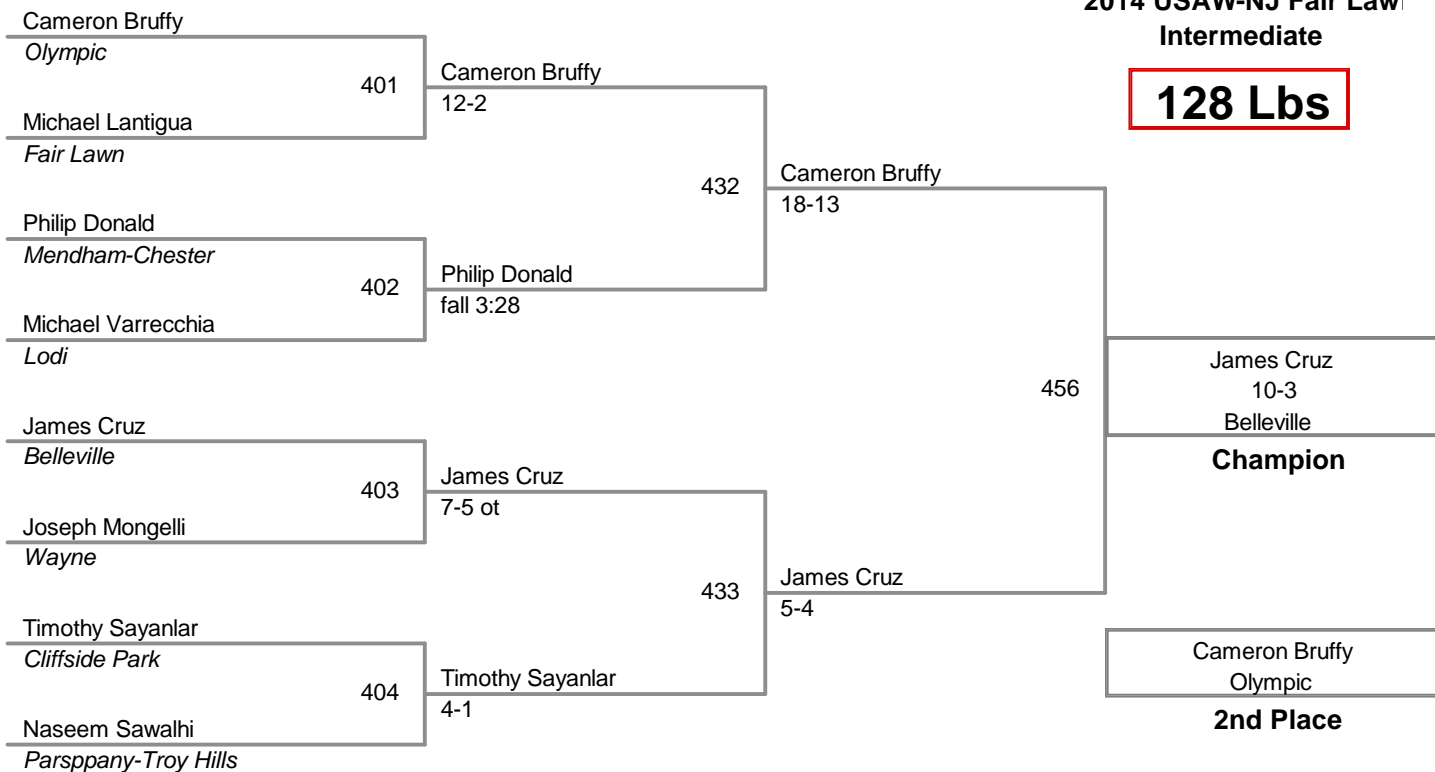 2014 USAW-NJ Fair Law
Intermediate
128 Lbs
Cameron Bruffy
Olympic
401
Michael Lantigua
Fair Lawn
Cameron Bruffy
12-2
Philip Donald
Mendham-Chester
402
Michael Varrecchia
Lodi
Philip Donald
fall 3:28
432
Cameron Bruffy
18-13
James Cruz
Belleville
403
Joseph Mongelli
Wayne
James Cruz
7-5 ot
Timothy Sayanlar
Cliffside Park
404
Naseem Sawalhi
Parsppany-Troy Hills
Timothy Sayanlar
4-1
433
James Cruz
5-4
456
James Cruz
10-3
Belleville
Champion
Cameron Bruffy
Olympic
2nd Place